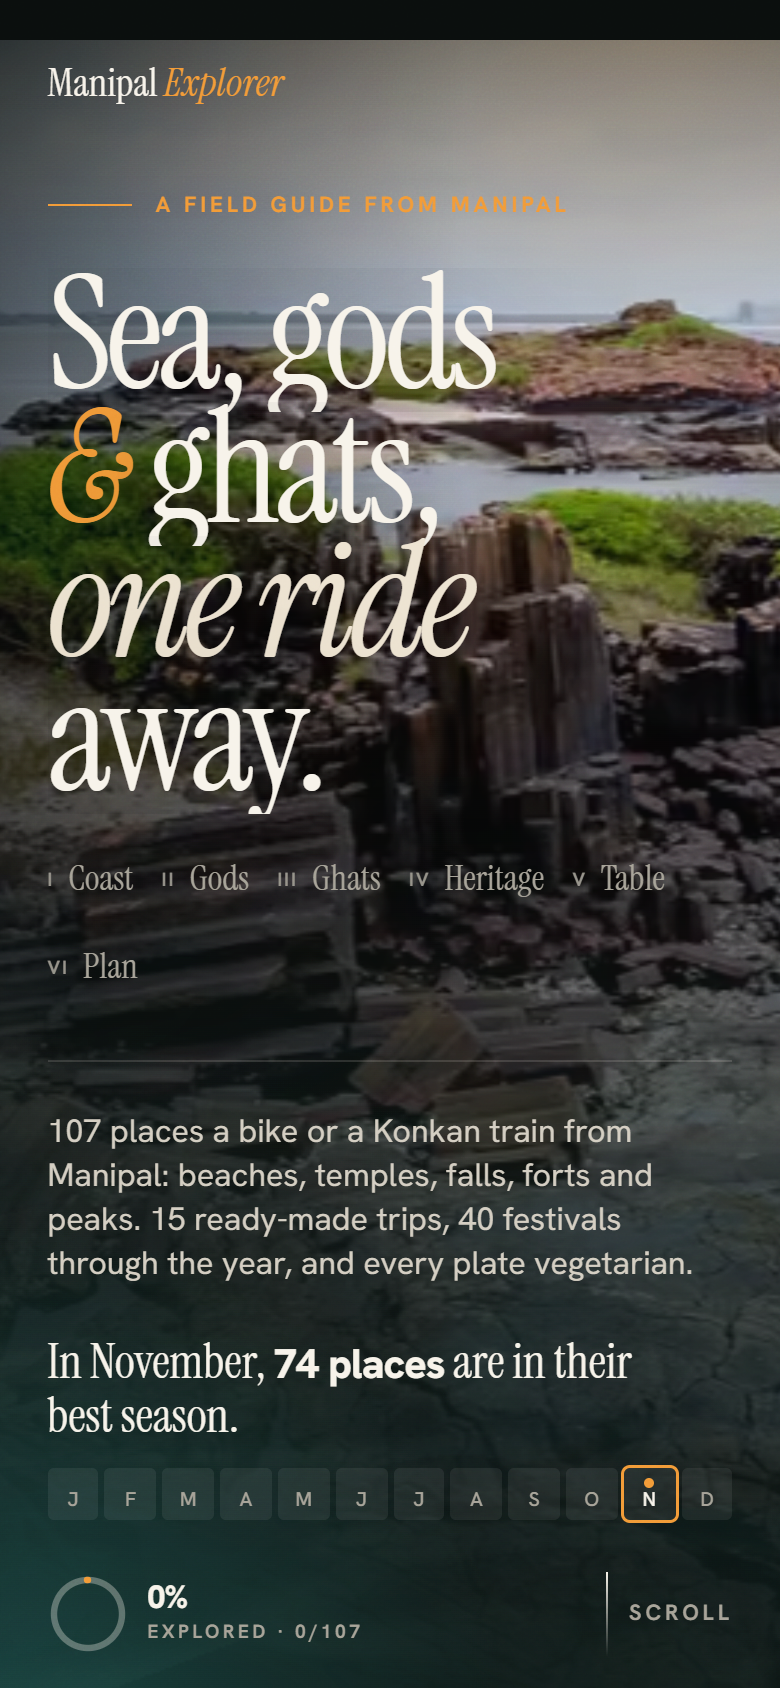 Manipal Explorer
A FIELD GUIDE FROM MANIPAL
Sea, gods
& ghats,
one ride
away.
I Coast II Gods III Ghats IV Heritage V Table
VI Plan
107 places a bike or a Konkan train from
Manipal: beaches, temples, falls, forts and
peaks. 15 ready-made trips, 40 festivals
through the year, and every plate vegetarian.
In November, 74 places are in their
best season.
J F M A M J J A S O N D
0%
EXPLORED · 0/107
SCROLL